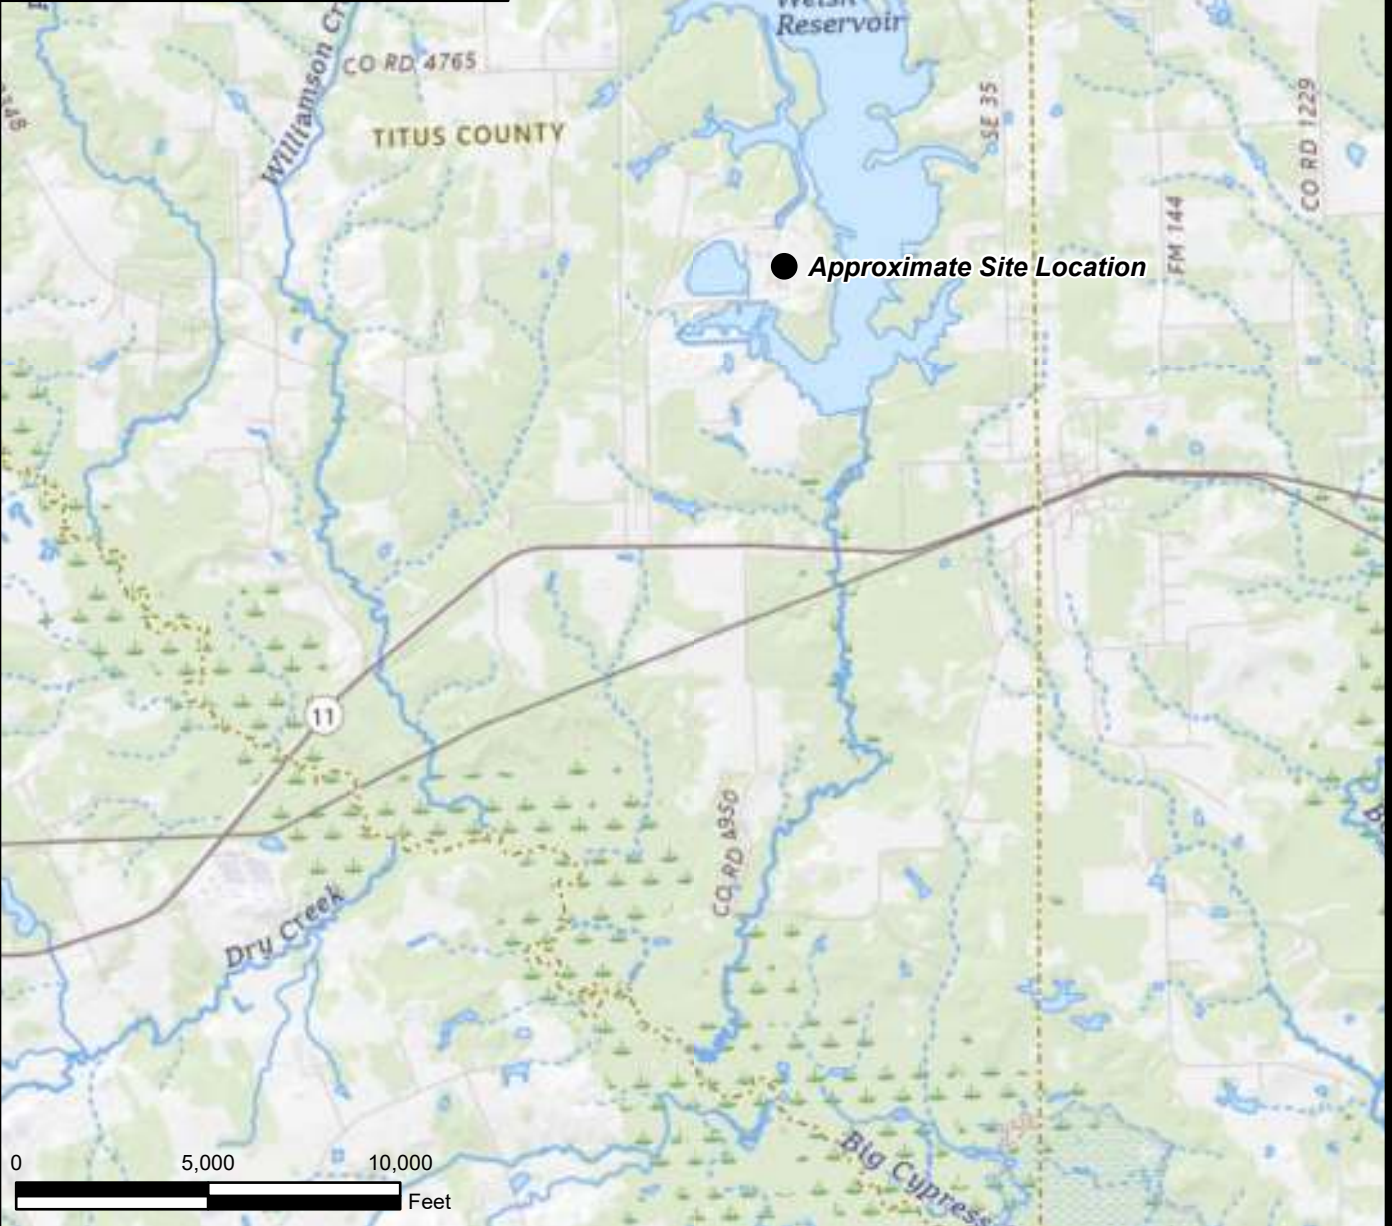 Reservoir
Williamson Cr
CO RD 4765
SE 35
CO RD 1229
TITUS COUNTY
FM 144
Approximate Site Location
11
CO RD 4950
Dry Creek
Big Cypress
0 5,000 10,000
Feet